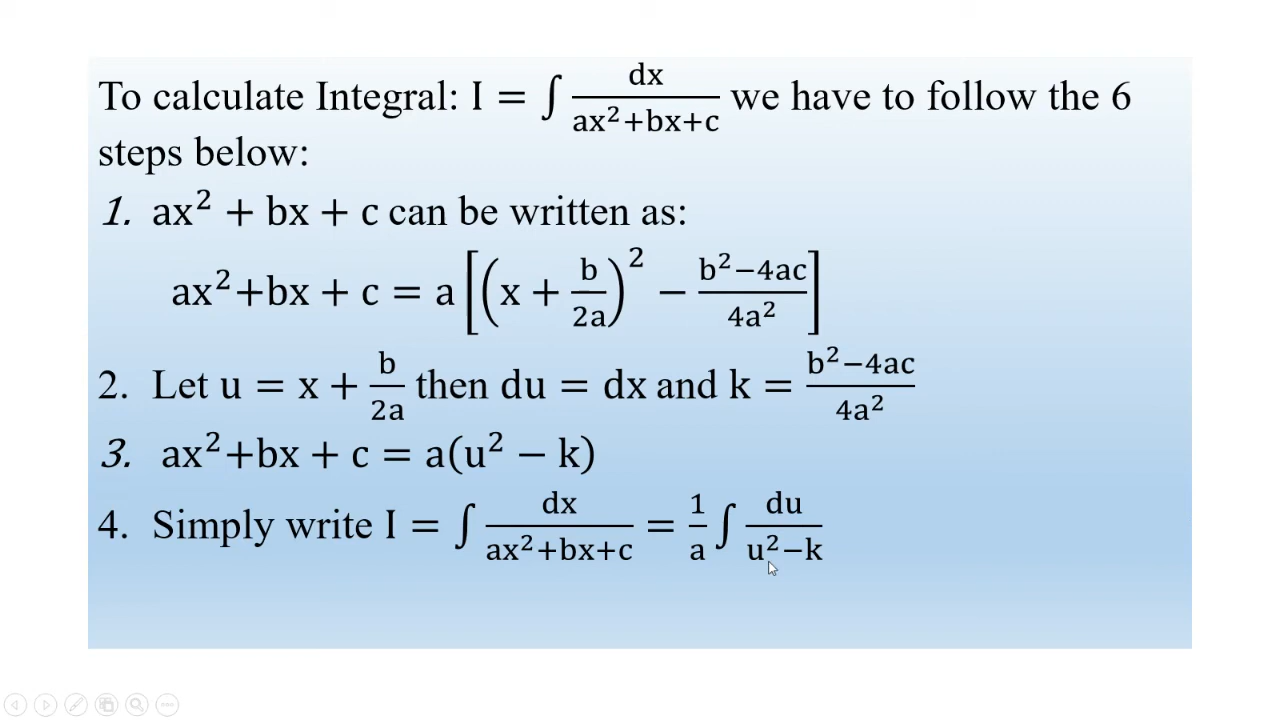 To calculate Integral: I = ∫ dx/(ax²+bx+c) we have to follow the 6
steps below:
1. ax² + bx + c can be written as:
ax²+bx + c = a[(x + b/2a)² − (b²−4ac)/4a²]
2. Let u = x + b/2a then du = dx and k = (b²−4ac)/4a²
3. ax²+bx + c = a(u² − k)
4. Simply write I = ∫ dx/(ax²+bx+c) = 1/a ∫ du/(u²−k)